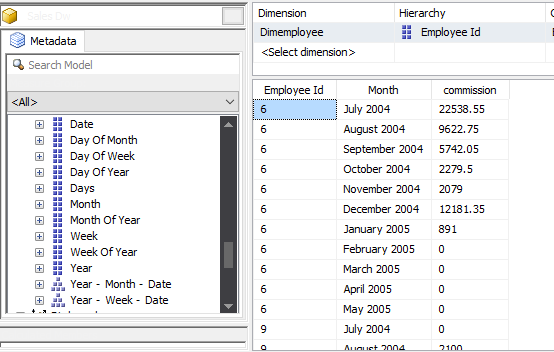 Sales Dw
Metadata
Search Model
<All>
Date
Day Of Month
Day Of Week
Day Of Year
Days
Month
Month Of Year
Week
Week Of Year
Year
Year - Month - Date
Year - Week - Date
Dimension Hierarchy
Dimemployee Employee Id
<Select dimension>
Employee Id Month commission
6 July 2004 22538.55
6 August 2004 9622.75
6 September 2004 5742.05
6 October 2004 2279.5
6 November 2004 2079
6 December 2004 12181.35
6 January 2005 891
6 February 2005 0
6 March 2005 0
6 April 2005 0
6 May 2005 0
9 July 2004 0
9 August 2004 2100